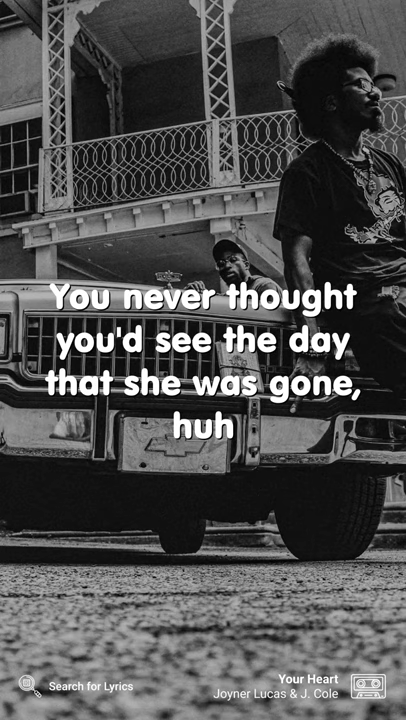 You never thought
you'd see the day
that she was gone,
huh
Search for Lyrics
Your Heart
Joyner Lucas & J. Cole